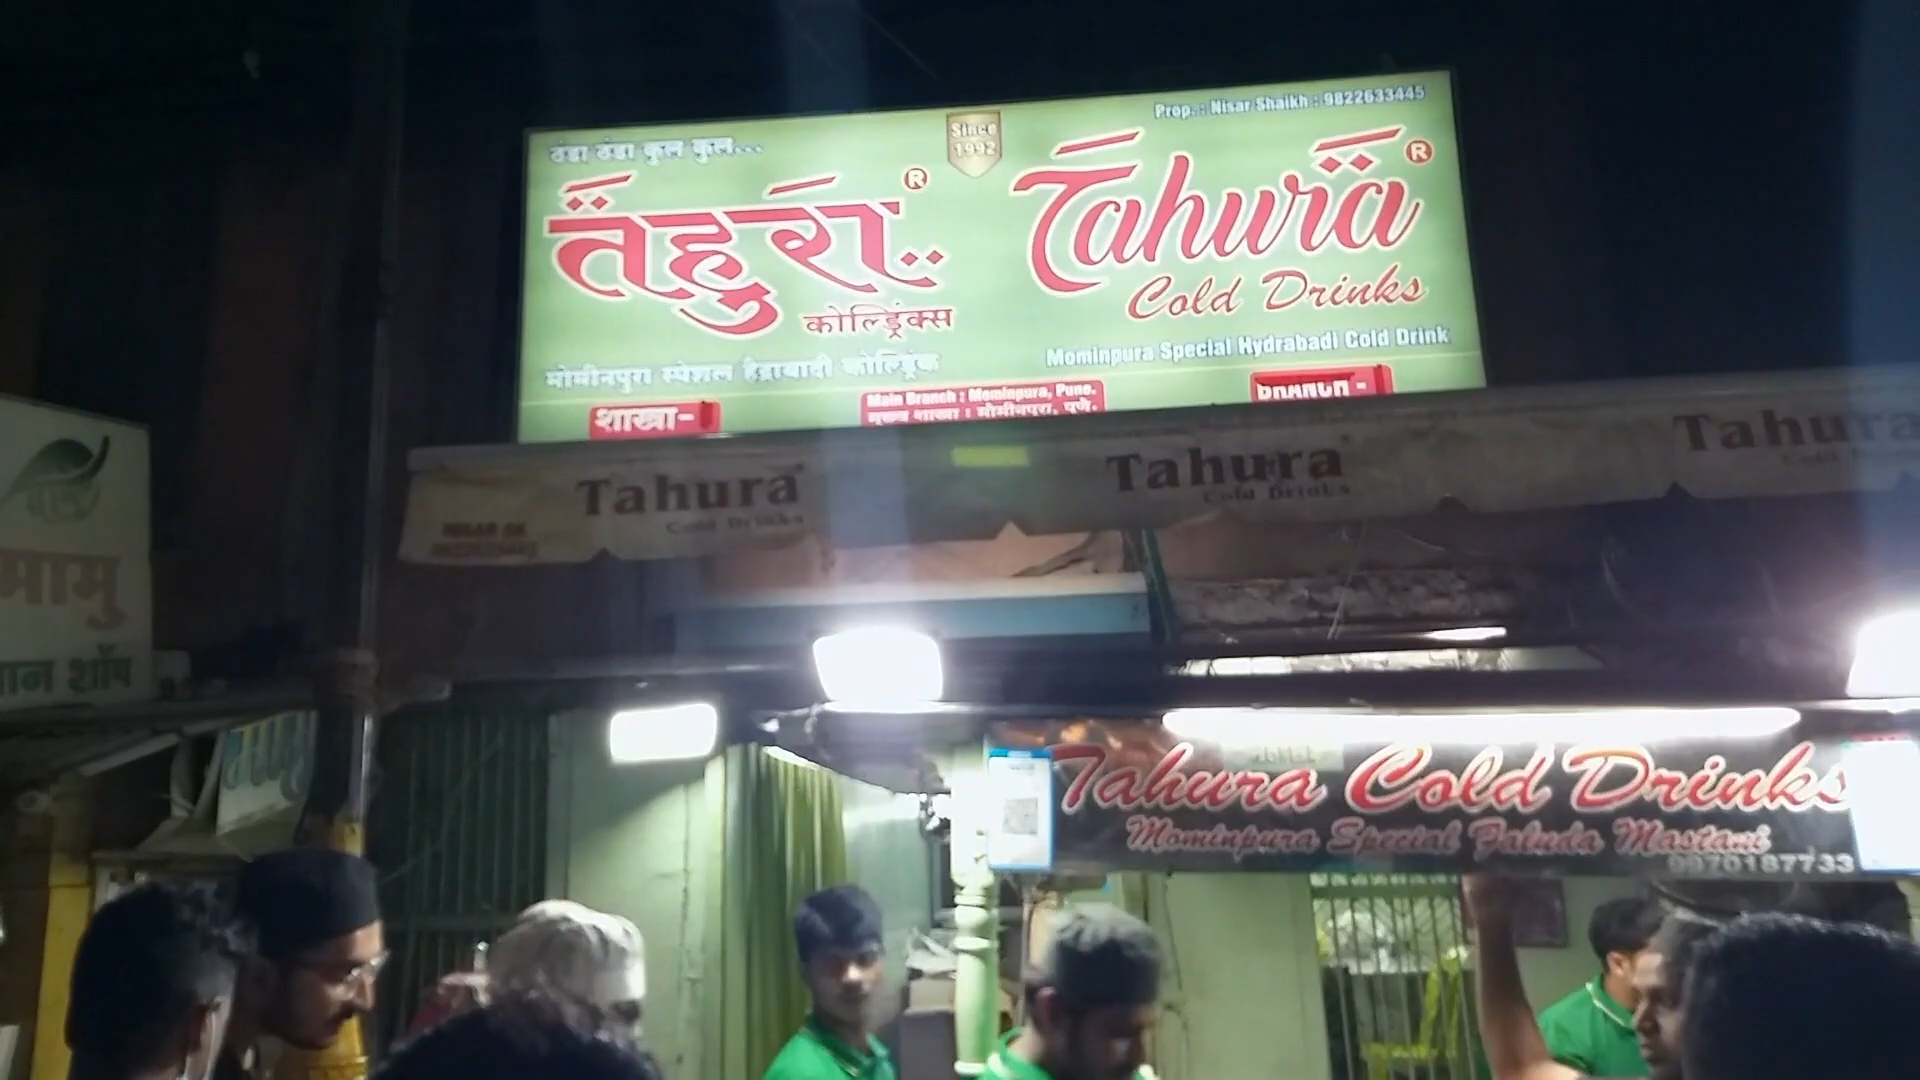 ठंडा ठंडा कुल कुल...
Since
1992
Prop. : Nisar Shaikh : 9822633445
तहुरा..
®
कोल्ड्रिंक्स
Tahura
®
Cold Drinks
मोमीनपुरा स्पेशल हैद्राबादी कोल्ड्रिंक
Mominpura Special Hydrabadi Cold Drink
शाखा-
Main Branch : Mominpura, Pune.
मुख्य शाखा : मोमीनपुरा, पुणे.
BRANCH -
Tahura
Cold Drinks
Tahura
Cold Drinks
Tahura
मामु
पान शॉप
Tahura Cold Drinks
Mominpura Special Faluda Mastani
9970187733